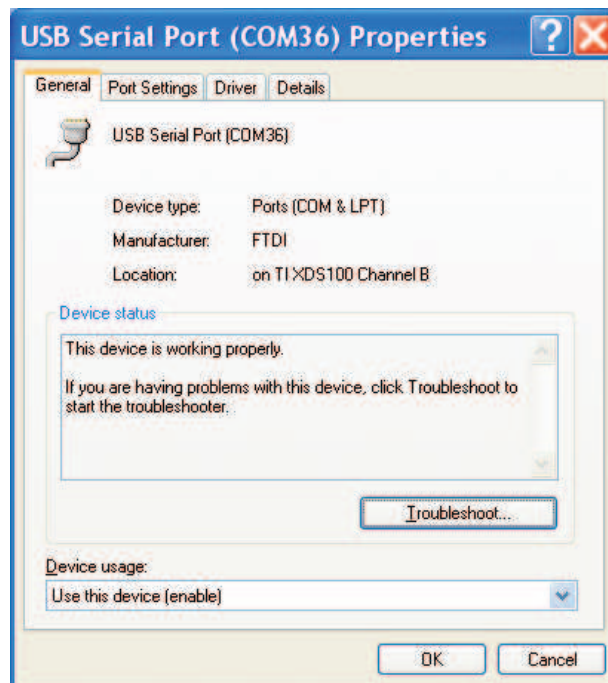 USB Serial Port (COM36) Properties
General Port Settings Driver Details
USB Serial Port (COM36)
Device type: Ports (COM & LPT)
Manufacturer: FTDI
Location: on TI XDS100 Channel B
Device status
This device is working properly.
If you are having problems with this device, click Troubleshoot to
start the troubleshooter.
Troubleshoot...
Device usage:
Use this device (enable)
OK Cancel